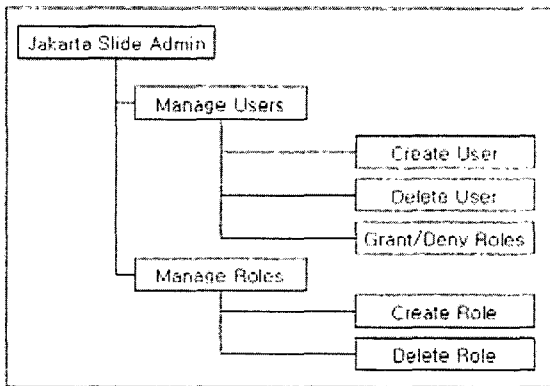 Jakarta Slide Admin
Manage Users
Create User
Delete User
Grant/Deny Roles
Manage Roles
Create Role
Delete Role